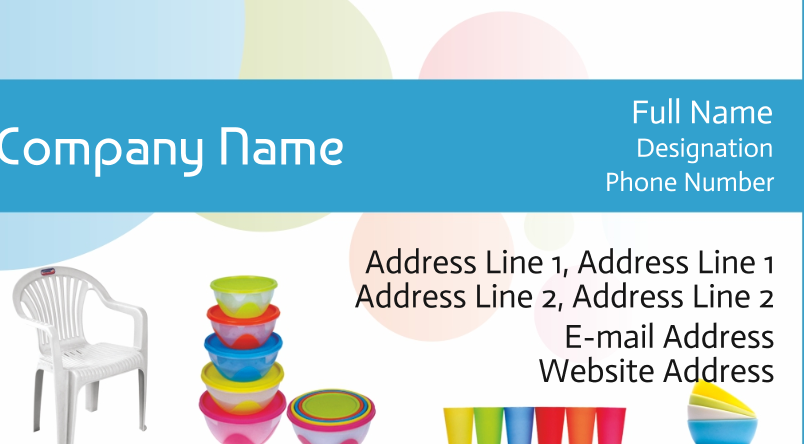 Company Name
Full Name
Designation
Phone Number
Address Line 1, Address Line 1
Address Line 2, Address Line 2
E-mail Address
Website Address